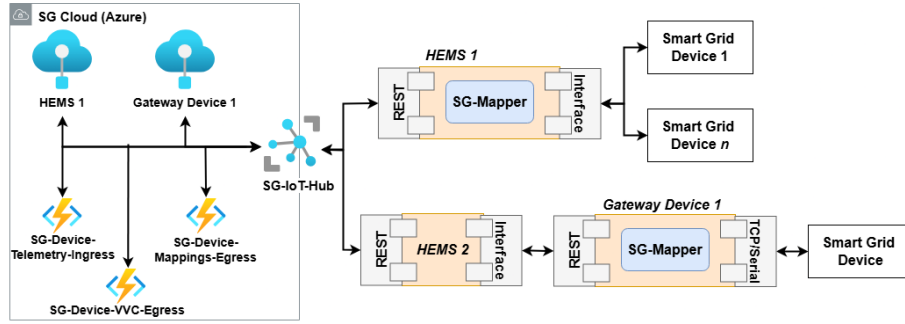 SG Cloud (Azure)
HEMS 1
Gateway Device 1
SG-Device-
Telemetry-Ingress
SG-Device-
Mappings-Egress
SG-Device-VVC-Egress
SG-IoT-Hub
HEMS 1
REST
SG-Mapper
Interface
Smart Grid
Device 1
Smart Grid
Device n
REST
HEMS 2
Interface
Gateway Device 1
REST
SG-Mapper
TCP/Serial
Smart Grid
Device